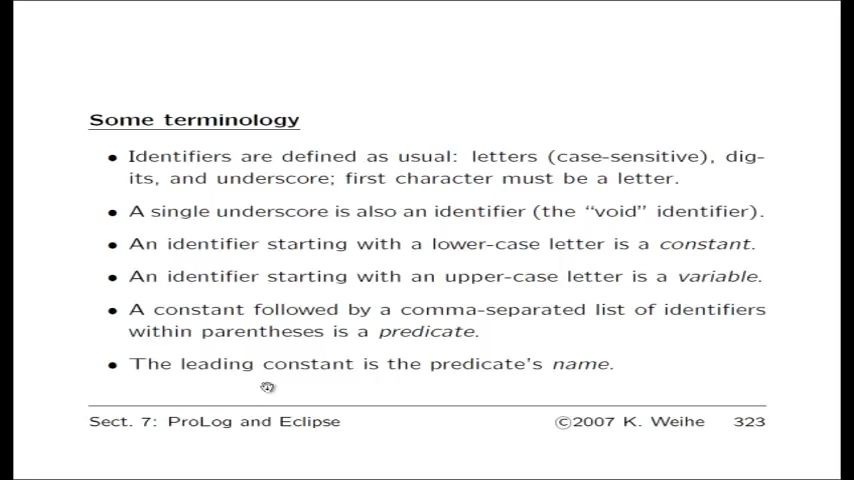 Some terminology
● Identifiers are defined as usual: letters (case-sensitive), dig-
its, and underscore; first character must be a letter.
● A single underscore is also an identifier (the “void” identifier).
● An identifier starting with a lower-case letter is a constant.
● An identifier starting with an upper-case letter is a variable.
● A constant followed by a comma-separated list of identifiers
within parentheses is a predicate.
● The leading constant is the predicate's name.
Sect. 7: ProLog and Eclipse ©2007 K. Weihe 323